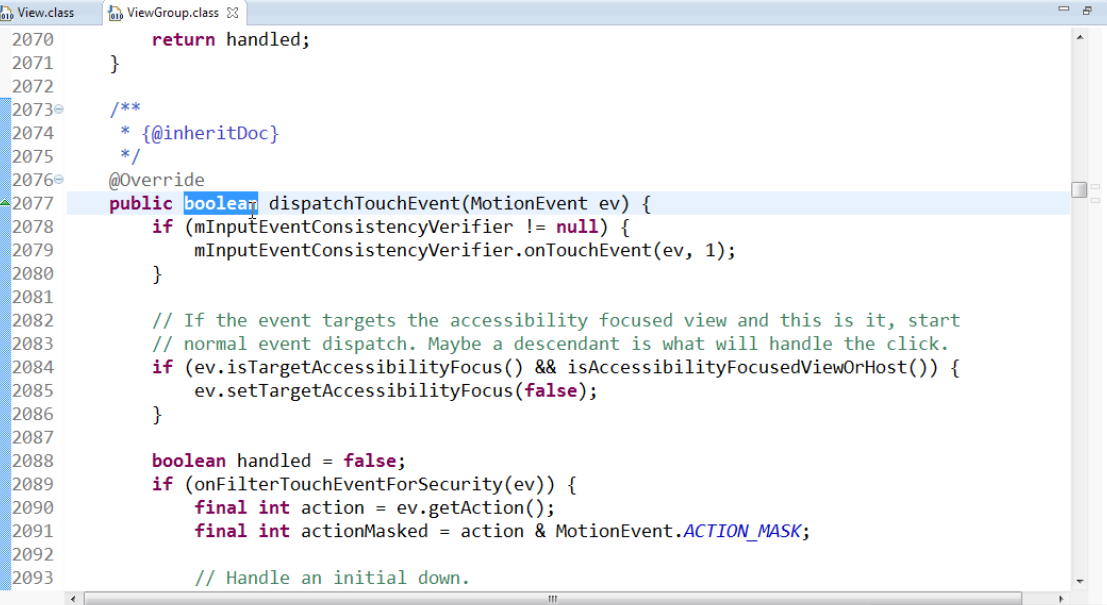 View.class ViewGroup.class
2070 return handled;
2071 }
2072
2073 /**
2074 * {@inheritDoc}
2075 */
2076 @Override
2077 public boolean dispatchTouchEvent(MotionEvent ev) {
2078 if (mInputEventConsistencyVerifier != null) {
2079 mInputEventConsistencyVerifier.onTouchEvent(ev, 1);
2080 }
2081
2082 // If the event targets the accessibility focused view and this is it, start
2083 // normal event dispatch. Maybe a descendant is what will handle the click.
2084 if (ev.isTargetAccessibilityFocus() && isAccessibilityFocusedViewOrHost()) {
2085 ev.setTargetAccessibilityFocus(false);
2086 }
2087
2088 boolean handled = false;
2089 if (onFilterTouchEventForSecurity(ev)) {
2090 final int action = ev.getAction();
2091 final int actionMasked = action & MotionEvent.ACTION_MASK;
2092
2093 // Handle an initial down.